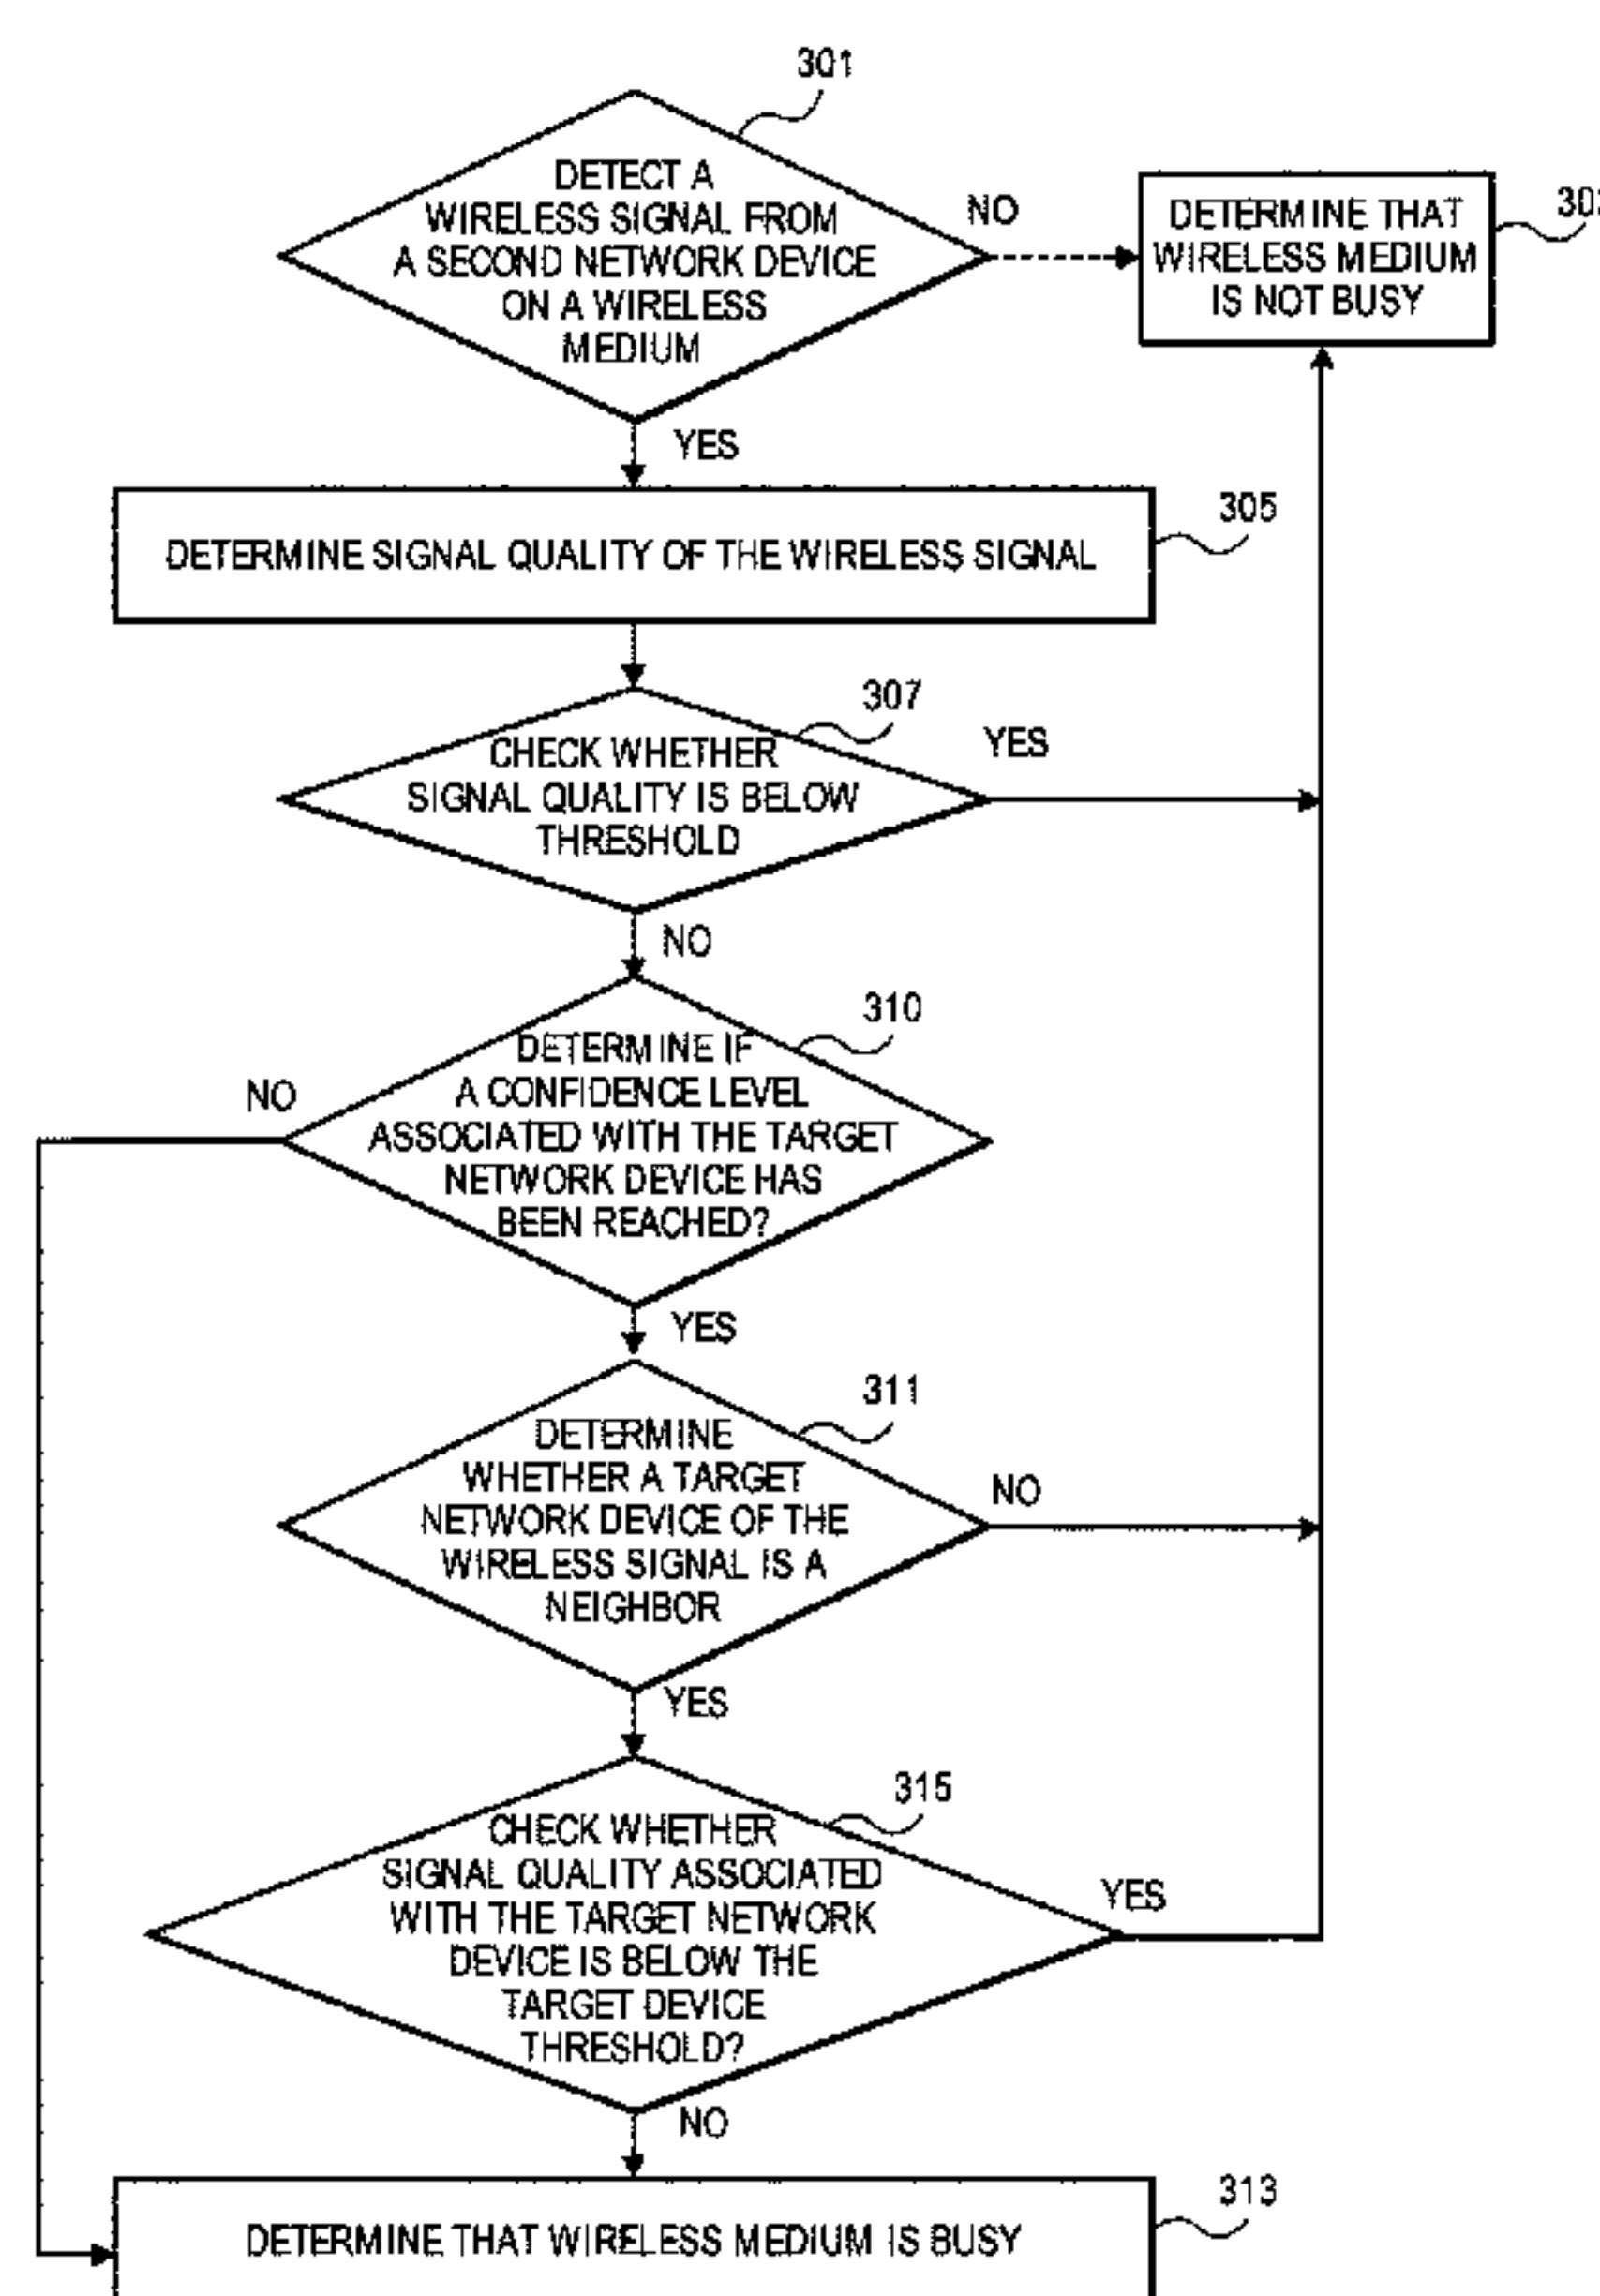 301
DETECT A
WIRELESS SIGNAL FROM
A SECOND NETWORK DEVICE
ON A WIRELESS
MEDIUM
NO
DETERMINE THAT
WIRELESS MEDIUM
IS NOT BUSY
YES
305
DETERMINE SIGNAL QUALITY OF THE WIRELESS SIGNAL
307
CHECK WHETHER
SIGNAL QUALITY IS BELOW
THRESHOLD
YES
NO
310
DETERMINE IF
A CONFIDENCE LEVEL
ASSOCIATED WITH THE TARGET
NETWORK DEVICE HAS
BEEN REACHED?
NO
YES
311
DETERMINE
WHETHER A TARGET
NETWORK DEVICE OF THE
WIRELESS SIGNAL IS A
NEIGHBOR
NO
YES
315
CHECK WHETHER
SIGNAL QUALITY ASSOCIATED
WITH THE TARGET NETWORK
DEVICE IS BELOW THE
TARGET DEVICE
THRESHOLD?
YES
NO
313
DETERMINE THAT WIRELESS MEDIUM IS BUSY